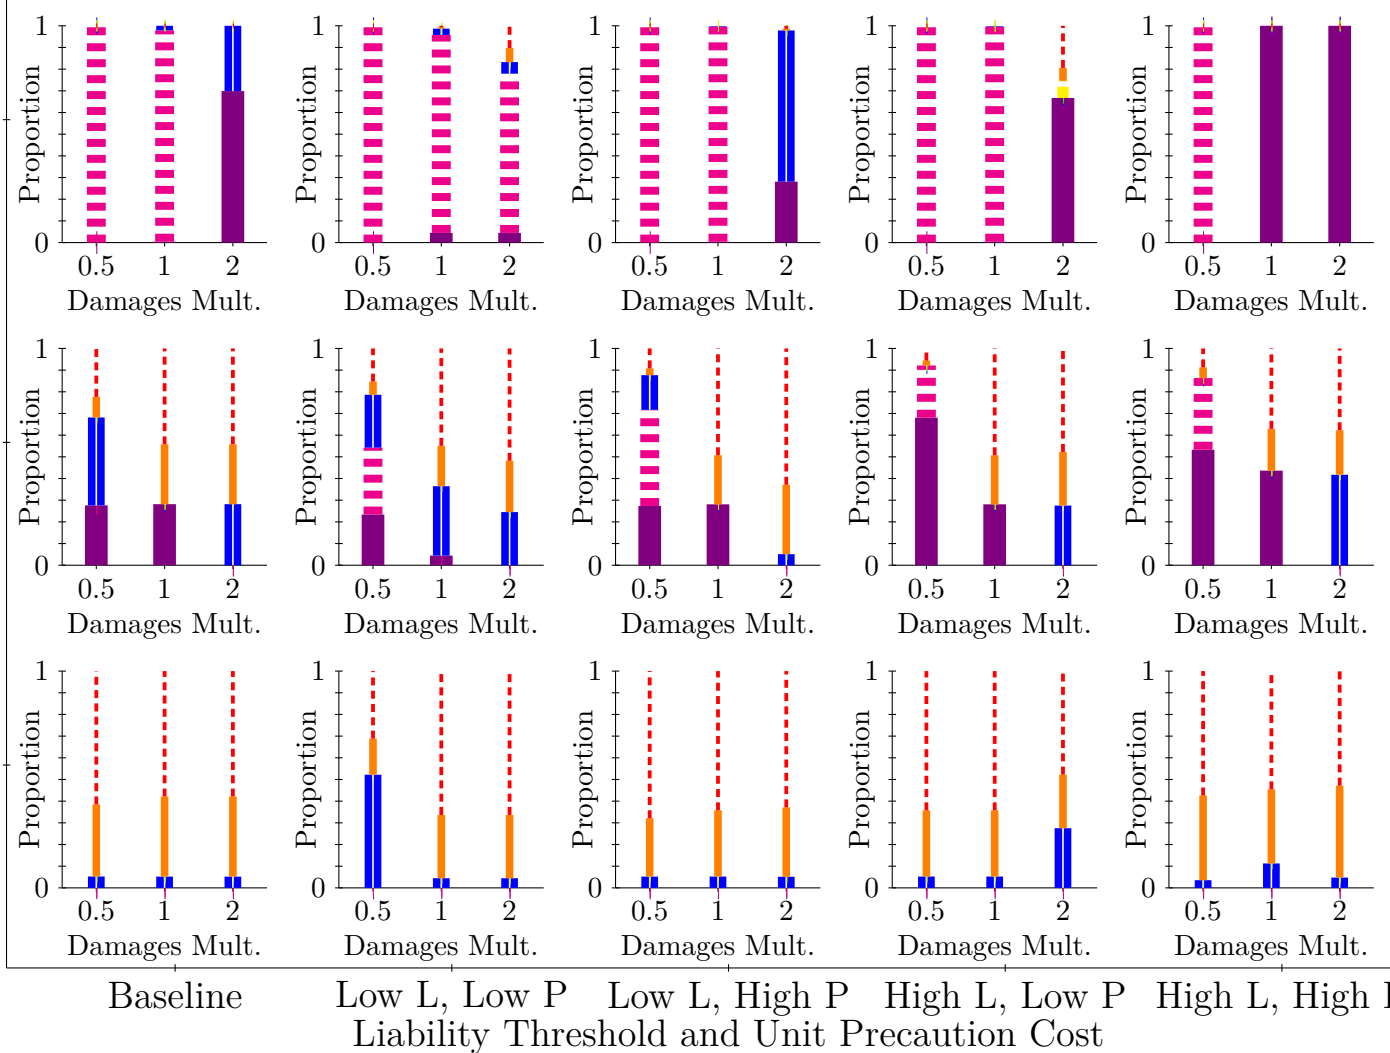 1 1 1 1 1
Proportion Proportion Proportion Proportion Proportion
0 0 0 0 0
0.5 1 2 0.5 1 2 0.5 1 2 0.5 1 2 0.5 1 2
Damages Mult. Damages Mult. Damages Mult. Damages Mult. Damages Mult.
1 1 1 1 1
Proportion Proportion Proportion Proportion Proportion
0 0 0 0 0
0.5 1 2 0.5 1 2 0.5 1 2 0.5 1 2 0.5 1 2
Damages Mult. Damages Mult. Damages Mult. Damages Mult. Damages Mult.
1 1 1 1 1
Proportion Proportion Proportion Proportion Proportion
0 0 0 0 0
0.5 1 2 0.5 1 2 0.5 1 2 0.5 1 2 0.5 1 2
Damages Mult. Damages Mult. Damages Mult. Damages Mult. Damages Mult.
Baseline Low L, Low P Low L, High P High L, Low P High L, High
Liability Threshold and Unit Precaution Cost